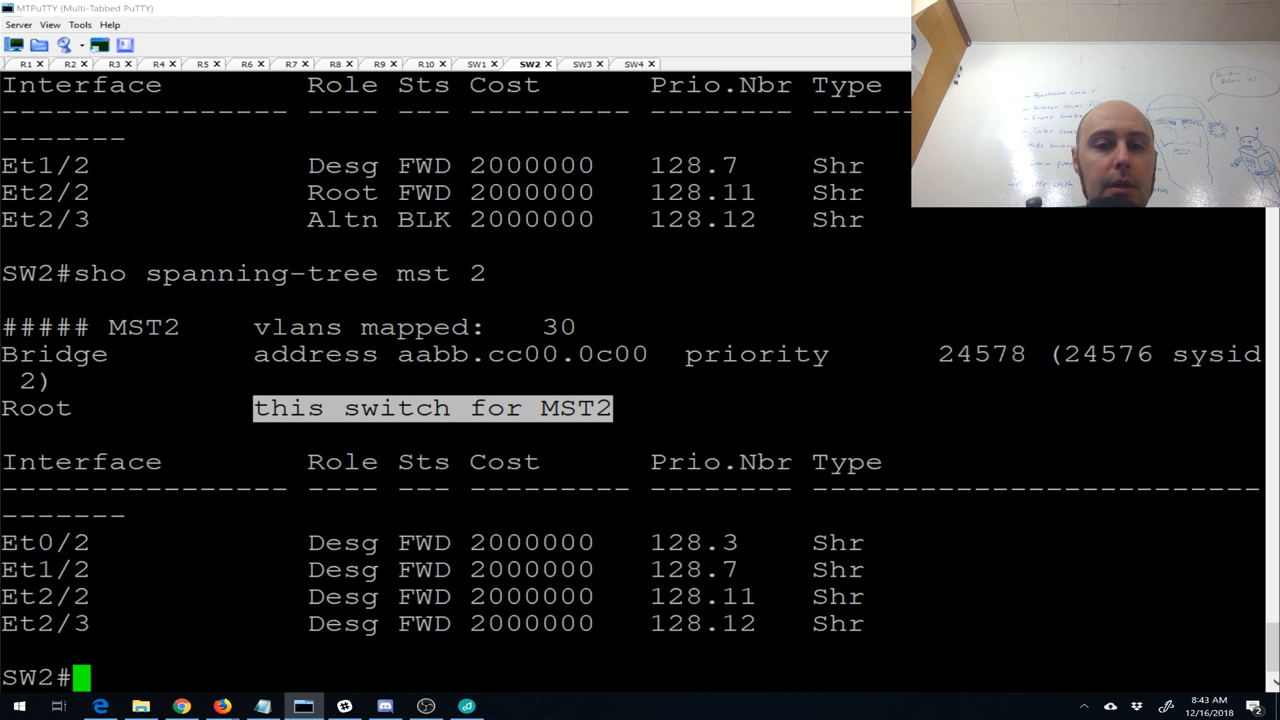 MTPuTTY (Multi-Tabbed PuTTY)
Server View Tools Help
R1 R2 R3 R4 R5 R6 R7 R8 R9 R10 SW1 SW2 SW3 SW4
Interface Role Sts Cost Prio.Nbr Type
---------------- ---- --- --------- -------- -----
-------
Et1/2 Desg FWD 2000000 128.7 Shr
Et2/2 Root FWD 2000000 128.11 Shr
Et2/3 Altn BLK 2000000 128.12 Shr
SW2#sho spanning-tree mst 2
##### MST2 vlans mapped: 30
Bridge address aabb.cc00.0c00 priority 24578 (24576 sysid
2)
Root this switch for MST2
Interface Role Sts Cost Prio.Nbr Type
---------------- ---- --- --------- -------- -------------------------
-------
Et0/2 Desg FWD 2000000 128.3 Shr
Et1/2 Desg FWD 2000000 128.7 Shr
Et2/2 Desg FWD 2000000 128.11 Shr
Et2/3 Desg FWD 2000000 128.12 Shr
SW2#
8:43 AM
12/16/2018
2